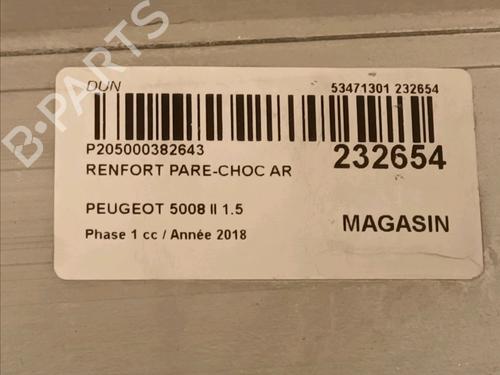 DUN
53471301 232654
P205000382643
232654
RENFORT PARE-CHOC AR
PEUGEOT 5008 II 1.5
MAGASIN
Phase 1 cc / Année 2018
B-PARTS